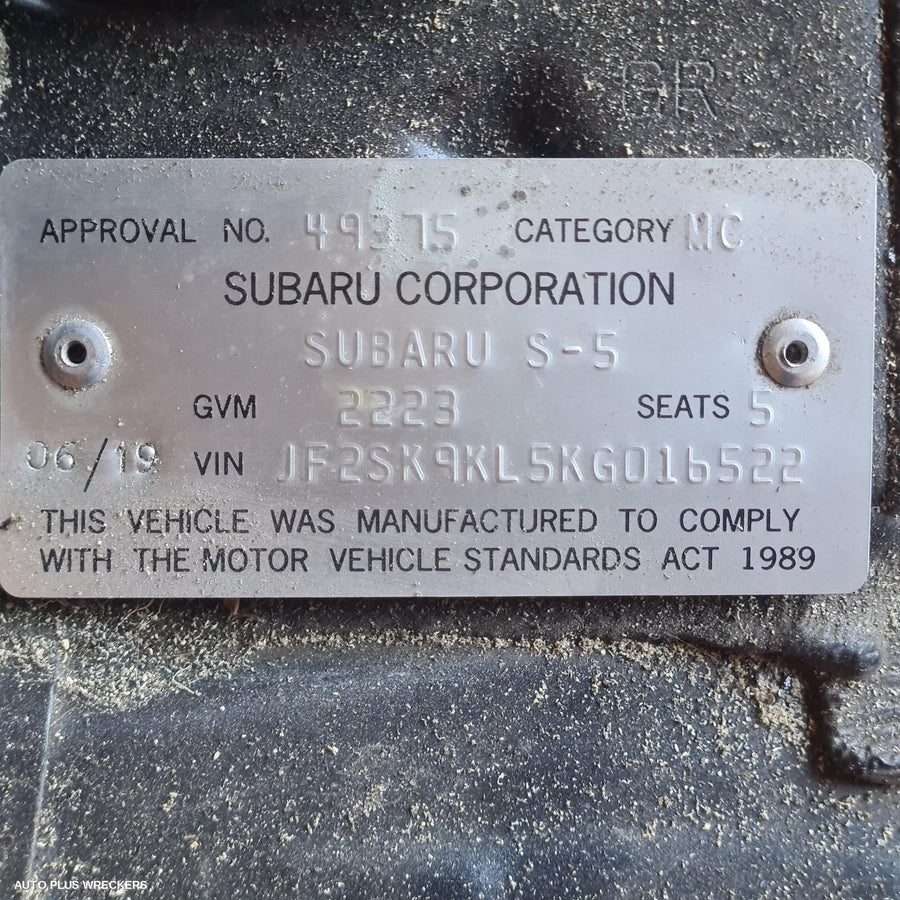 GR
APPROVAL NO. 49375 CATEGORY MC
SUBARU CORPORATION
SUBARU S-5
GVM 2223 SEATS 5
06/19 VIN JF2SK9KL5KG016522
THIS VEHICLE WAS MANUFACTURED TO COMPLY
WITH THE MOTOR VEHICLE STANDARDS ACT 1989
AUTO PLUS WRECKERS